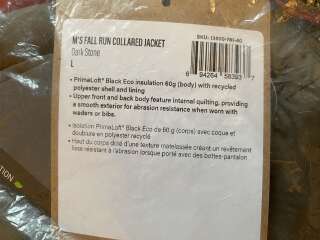 M'S FALL RUN COLLARED JACKET
Dark Stone
L
• PrimaLoft® Black Eco insulation 60g (body) with recycled
polyester shell and lining
• Upper front and back body feature internal quilting, providing
a smooth exterior for abrasion resistance when worn with
waders or bibs.
• Isolation PrimaLoft® Black Eco de 60 g (corps) avec coque et
doublure en polyester recyclé
• Haut du corps doté d'une texture matelassée créant un revêtement
lisse résistant à l'abrasion lorsque porté avec des bottes-pantalon